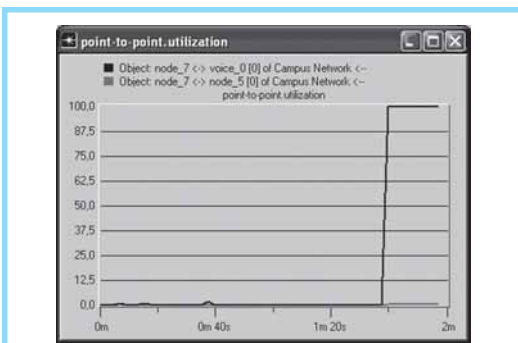 point-to-point.utilization
Object: node_7 <-> voice_0 [0] of Campus Network <--
Object: node_7 <-> node_5 [0] of Campus Network <--
point-to-point.utilization
100,0
87,5
75,0
62,5
50,0
37,5
25,0
12,5
0,0
0m
0m 40s
1m 20s
2m